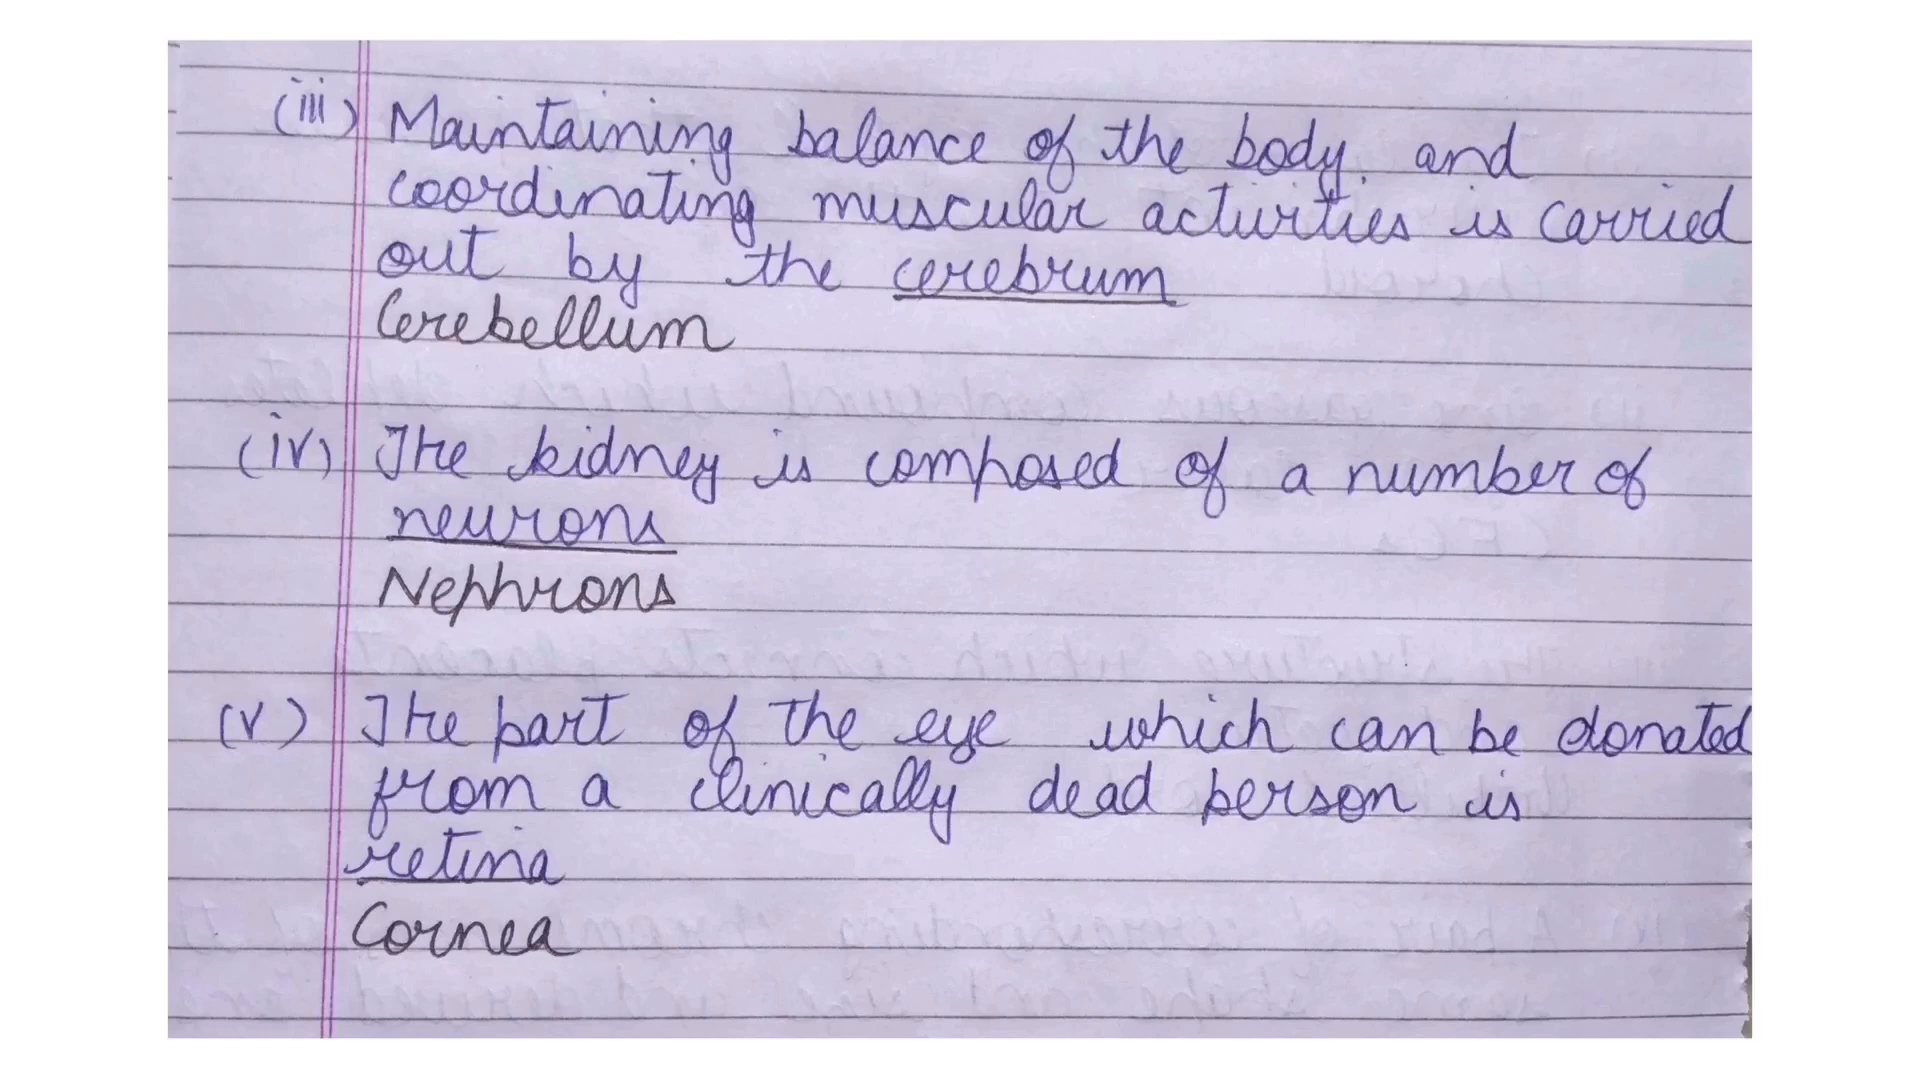 (iii) Maintaining balance of the body and
coordinating muscular activities is carried
out by the cerebrum
Cerebellum
(iv) The kidney is composed of a number of
neurons
Nephrons
(v) The part of the eye which can be donated
from a clinically dead person is
retina
Cornea